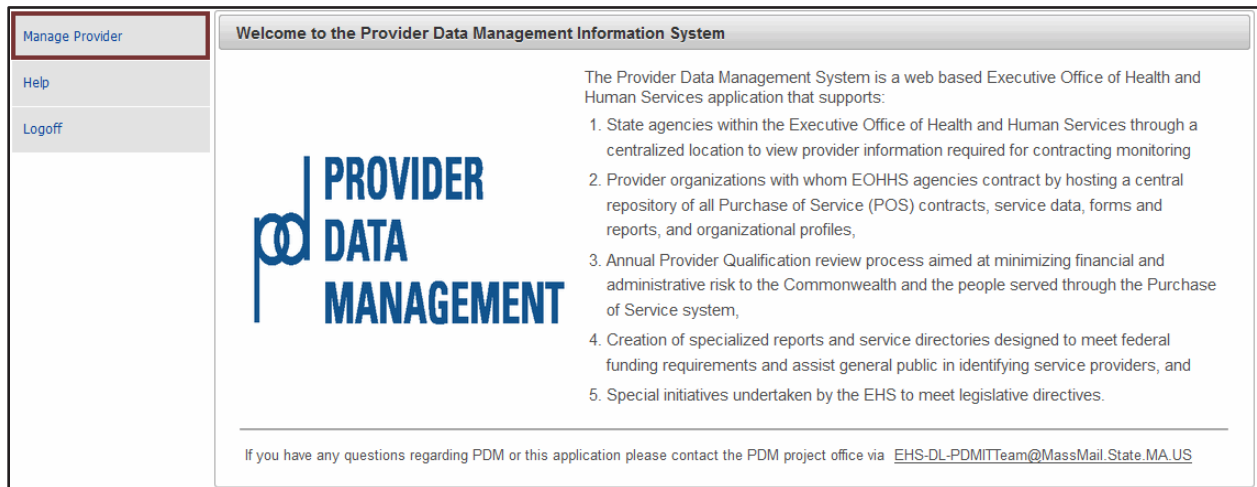 Manage Provider
Help
Logoff
Welcome to the Provider Data Management Information System
pd PROVIDER
DATA
MANAGEMENT
The Provider Data Management System is a web based Executive Office of Health and
Human Services application that supports:
1. State agencies within the Executive Office of Health and Human Services through a
centralized location to view provider information required for contracting monitoring
2. Provider organizations with whom EOHHS agencies contract by hosting a central
repository of all Purchase of Service (POS) contracts, service data, forms and
reports, and organizational profiles,
3. Annual Provider Qualification review process aimed at minimizing financial and
administrative risk to the Commonwealth and the people served through the Purchase
of Service system,
4. Creation of specialized reports and service directories designed to meet federal
funding requirements and assist general public in identifying service providers, and
5. Special initiatives undertaken by the EHS to meet legislative directives.
If you have any questions regarding PDM or this application please contact the PDM project office via EHS-DL-PDMITTeam@MassMail.State.MA.US